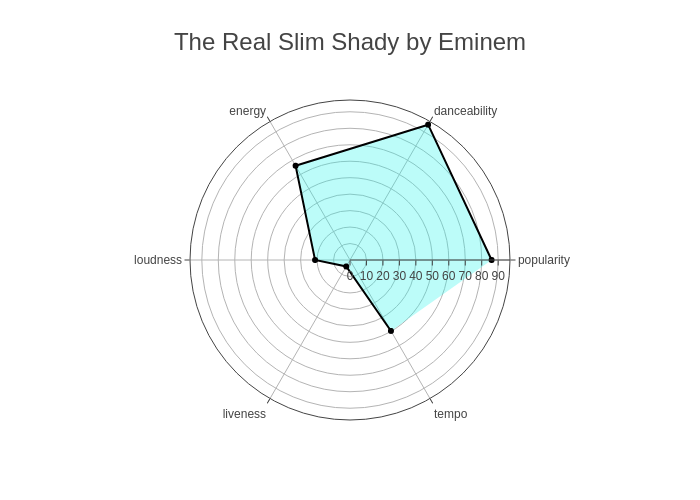 The Real Slim Shady by Eminem
energy
danceability
loudness
popularity
0 10 20 30 40 50 60 70 80 90
liveness
tempo